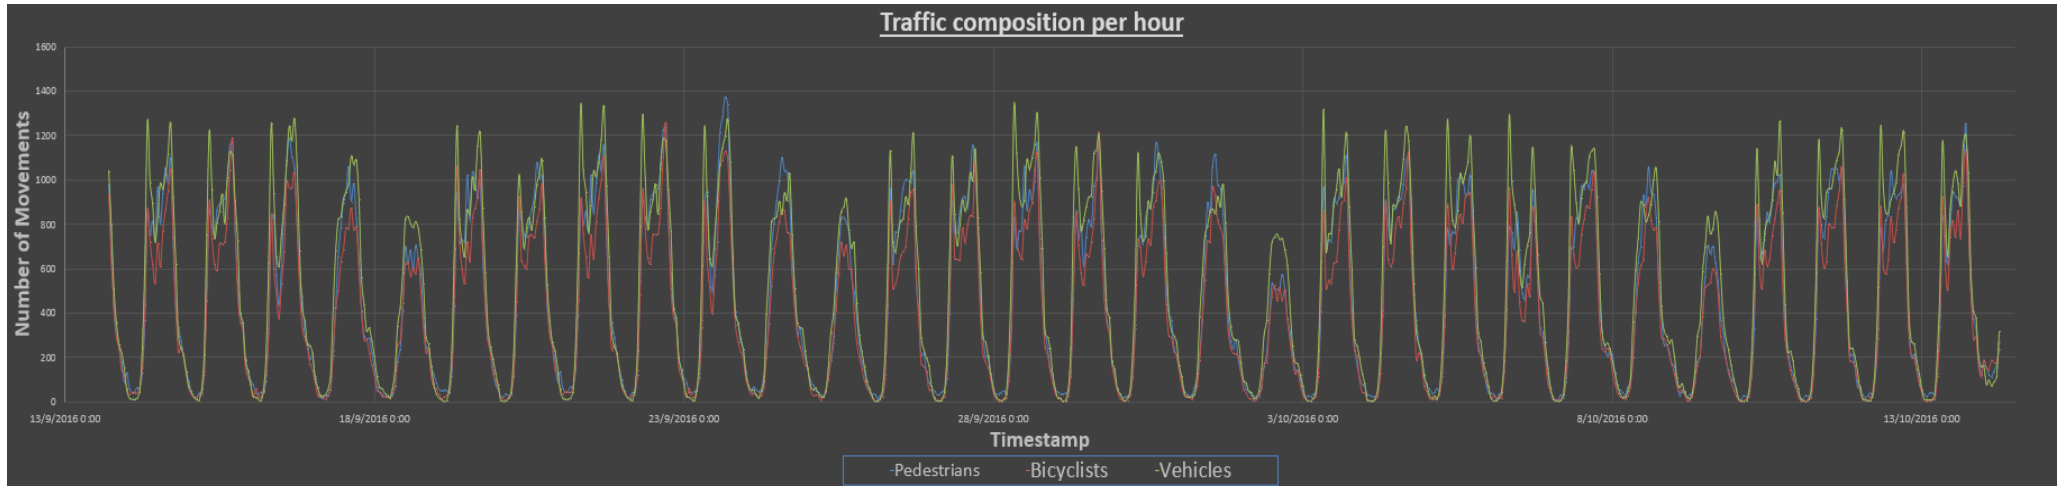 Traffic composition per hour
1600
1400
1200
1000
800
600
400
200
0
Number of Movements
13/9/2016 0:00 18/9/2016 0:00 23/9/2016 0:00 28/9/2016 0:00 3/10/2016 0:00 8/10/2016 0:00 13/10/2016 0:00
Timestamp
Pedestrians Bicyclists Vehicles